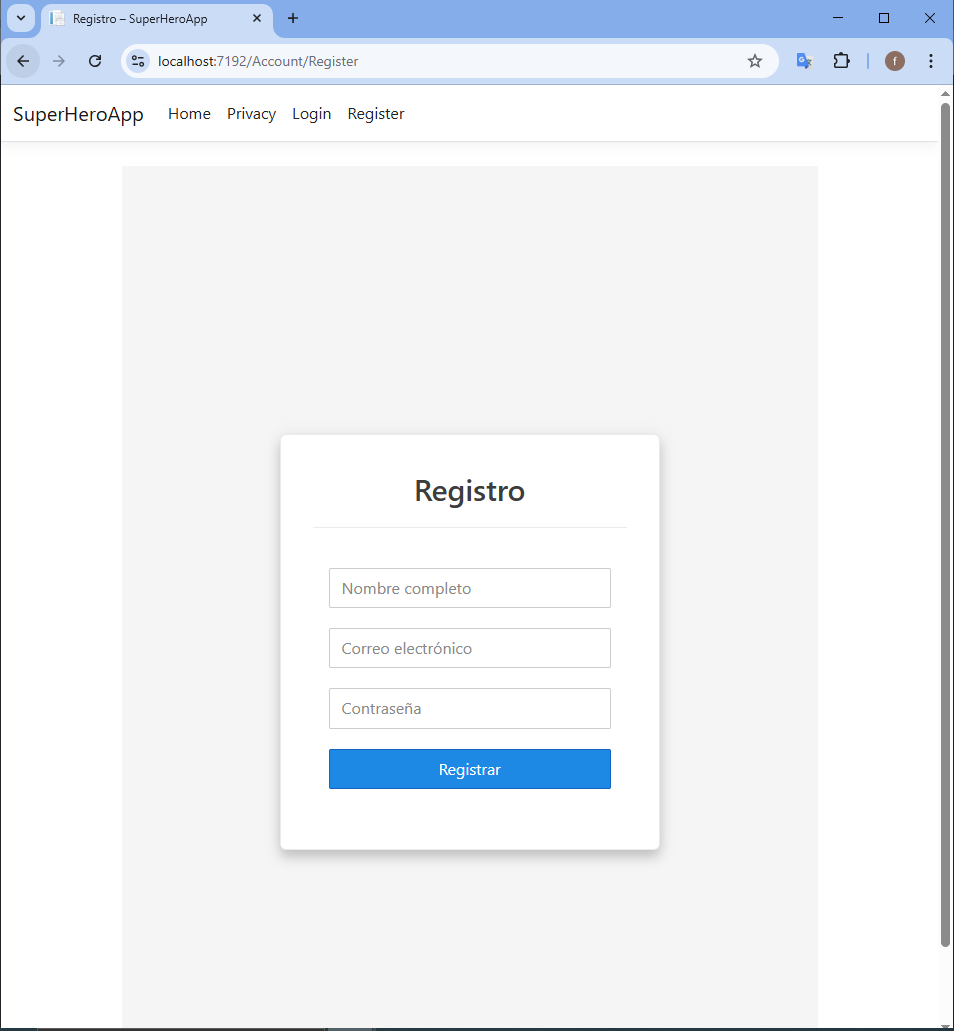 Registro – SuperHeroApp
localhost:7192/Account/Register
f
SuperHeroApp Home Privacy Login Register
Registro
Nombre completo
Correo electrónico
Contraseña
Registrar